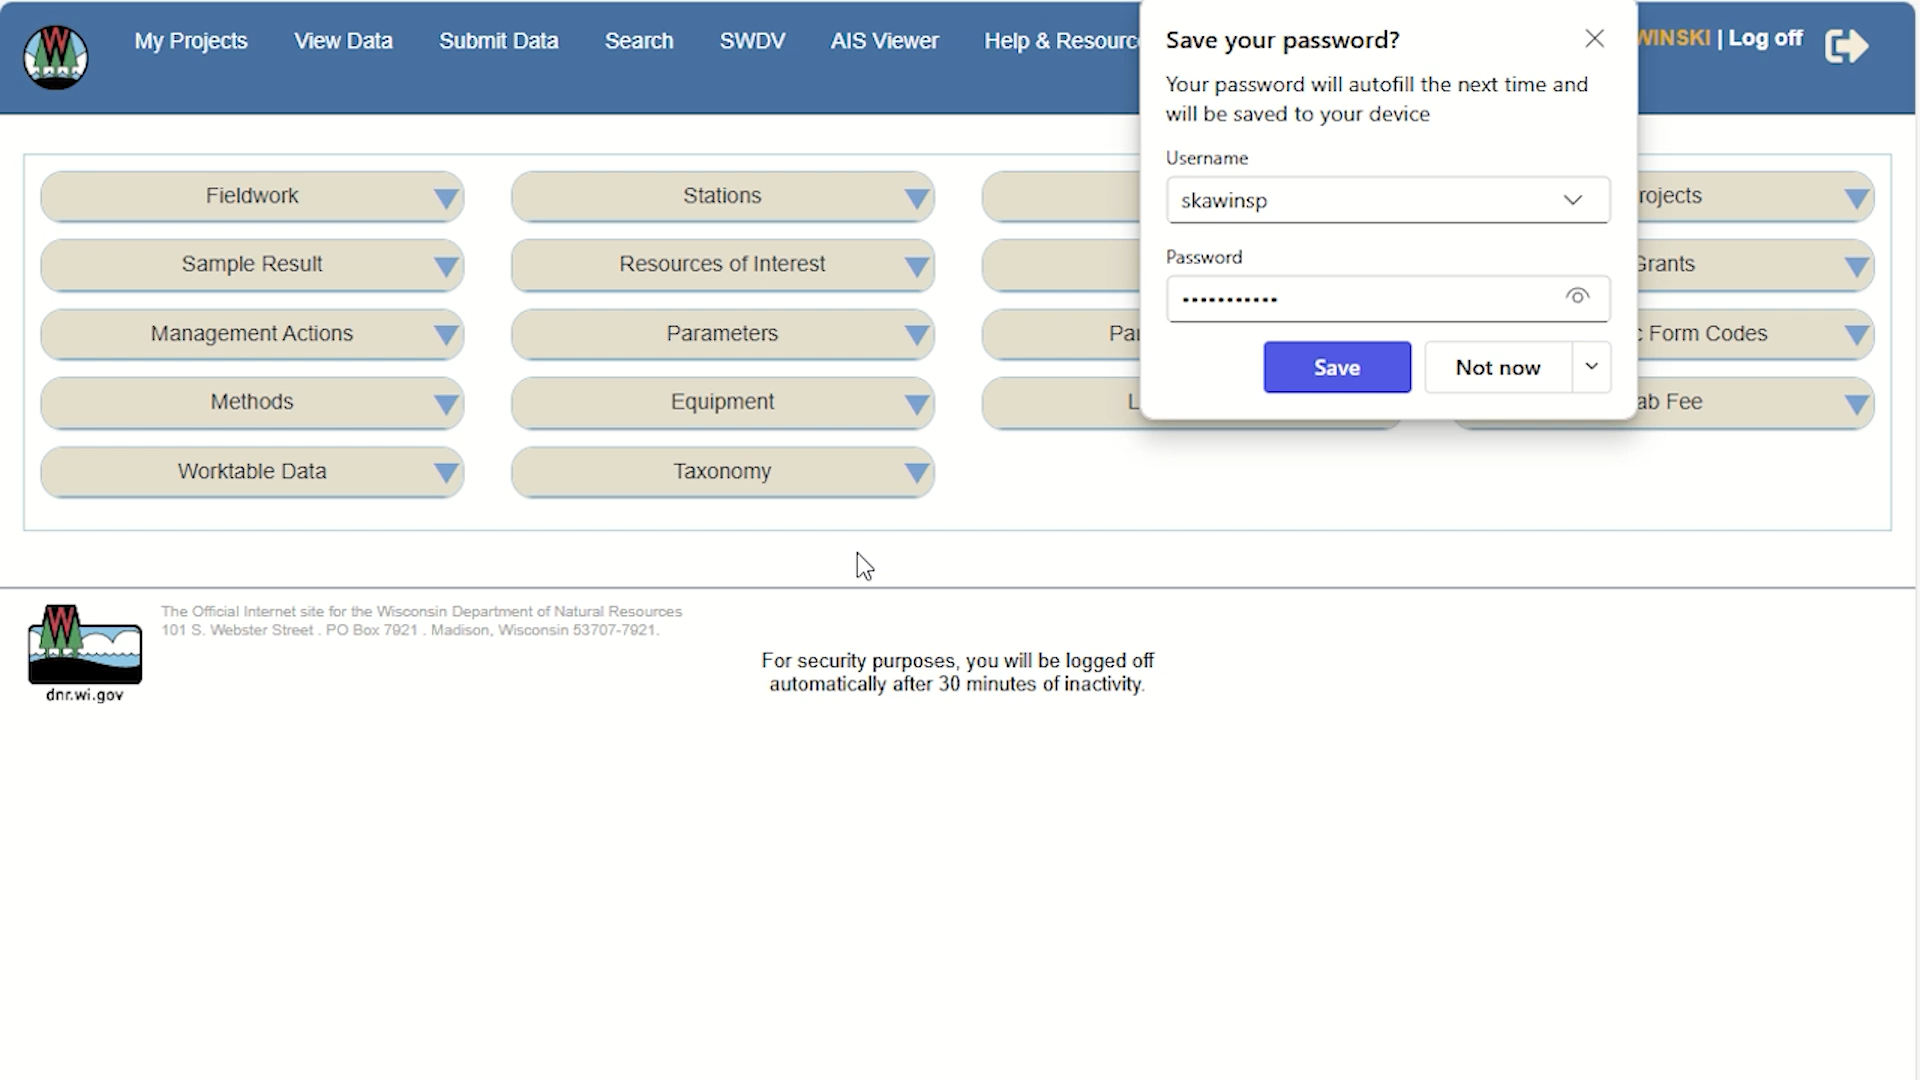 My Projects View Data Submit Data Search SWDV AIS Viewer Help & Resourc WINSKI | Log off
Save your password?
Your password will autofill the next time and
will be saved to your device
Username
skawinsp
Password
•••••••••••
Save Not now
Fieldwork Stations rojects
Sample Result Resources of Interest Grants
Management Actions Parameters Par c Form Codes
Methods Equipment L ab Fee
Worktable Data Taxonomy
The Official Internet site for the Wisconsin Department of Natural Resources
101 S. Webster Street . PO Box 7921 . Madison, Wisconsin 53707-7921.
For security purposes, you will be logged off
automatically after 30 minutes of inactivity.
W
dnr.wi.gov